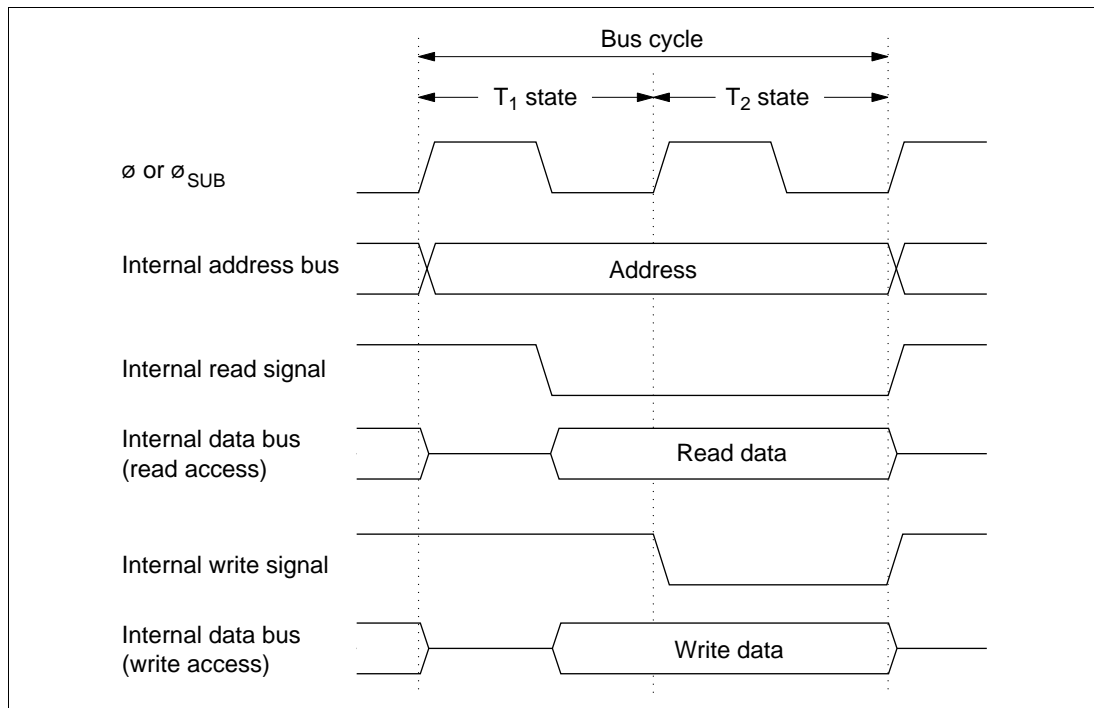 Bus cycle
T1 state
T2 state
ø or øSUB
Internal address bus
Address
Internal read signal
Internal data bus
(read access)
Read data
Internal write signal
Internal data bus
(write access)
Write data